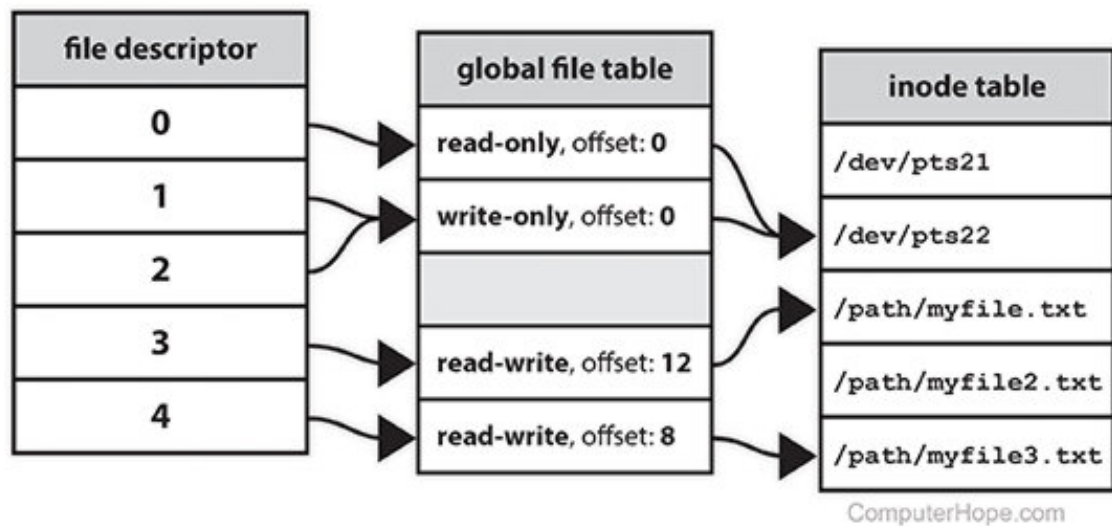 file descriptor
0
1
2
3
4
global file table
read-only, offset: 0
write-only, offset: 0
read-write, offset: 12
read-write, offset: 8
inode table
/dev/pts21
/dev/pts22
/path/myfile.txt
/path/myfile2.txt
/path/myfile3.txt
ComputerHope.com